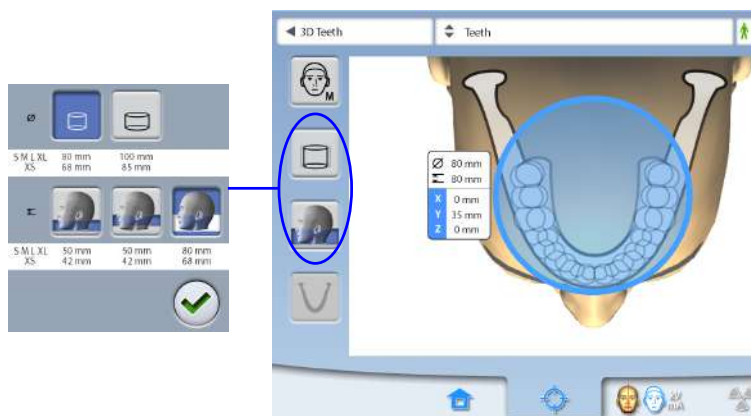 3D Teeth
Teeth
M
Ø
S M L XL 80 mm 100 mm
XS 68 mm 85 mm
S M L XL 50 mm 50 mm 80 mm
XS 42 mm 42 mm 68 mm
Ø 80 mm
80 mm
X 0 mm
Y 35 mm
Z 0 mm